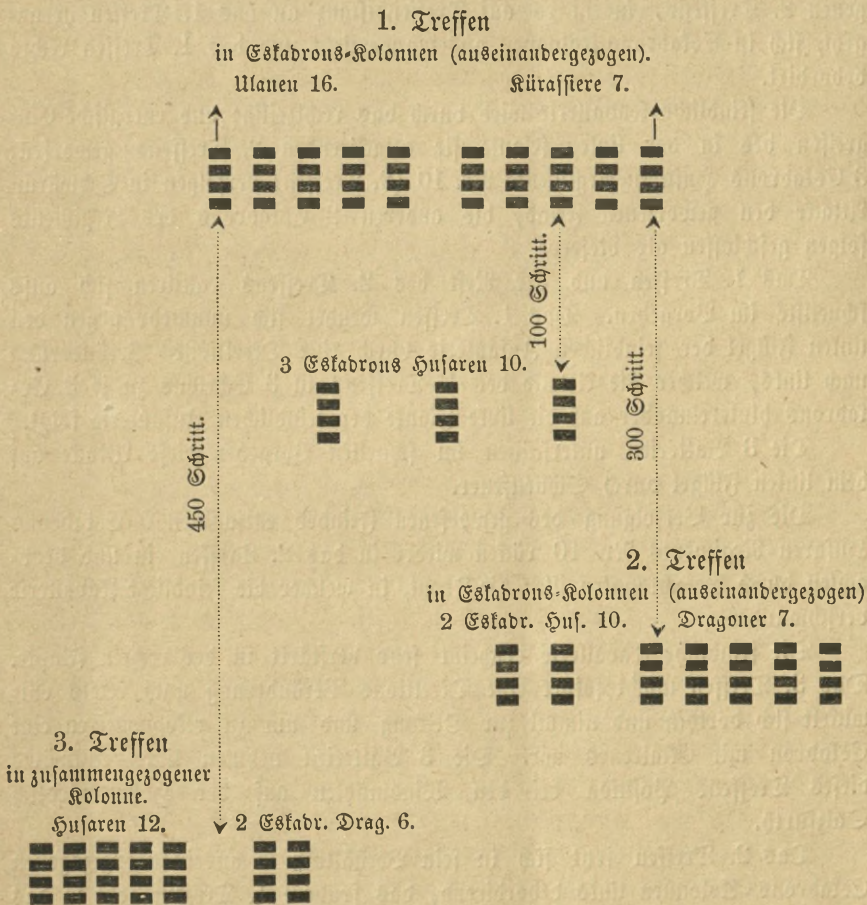 1. Treffen
in Eskadrons-Kolonnen (auseinandergezogen).
Ulanen 16. Kürassiere 7.
100 Schritt.
3 Eskadrons Husaren 10.
300 Schritt.
450 Schritt.
2. Treffen
in Eskadrons-Kolonnen (auseinandergezogen)
2 Eskadr. Hus. 10. Dragoner 7.
3. Treffen
in zusammengezogener
Kolonne.
Husaren 12. 2 Eskadr. Drag. 6.